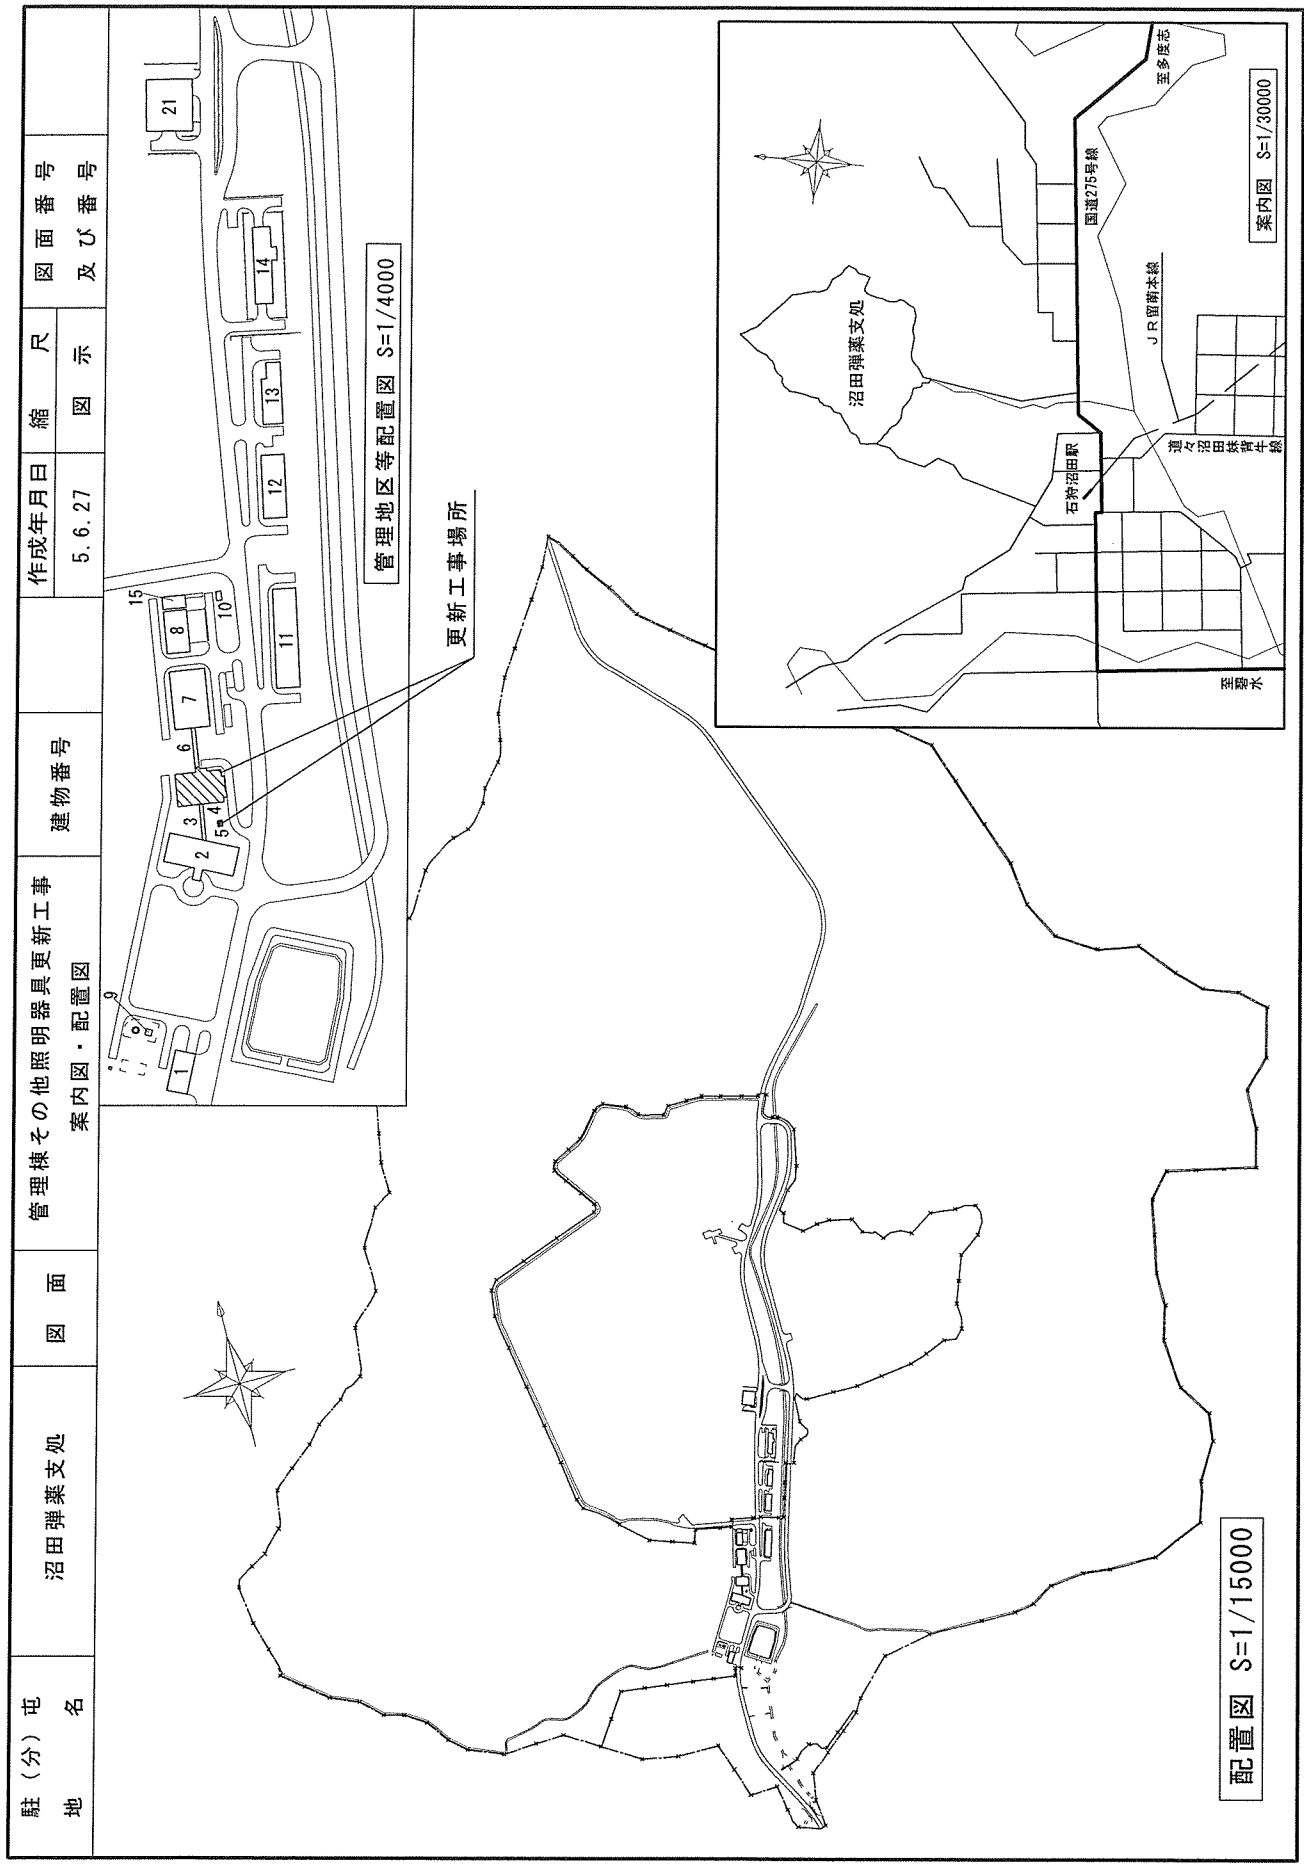 駐(分)屯
地　名
沼田弾薬支処
図　面
管理棟その他照明器具更新工事
案内図・配置図
建物番号
作成年月日
5.6.27
縮　尺
図　示
図面番号
及び番号
1
9
2
3
4
5
6
7
8
15
10
11
12
13
14
21
管理地区等配置図 S=1/4000
更新工事場所
沼田弾薬支処
石狩沼田駅
国道275号線
至多度志
JR留萌本線
道々沼田妹背牛線
至碧水
案内図 S=1/30000
配置図 S=1/15000